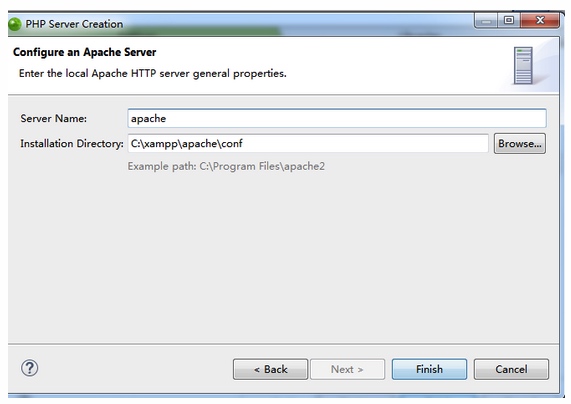 PHP Server Creation
Configure an Apache Server
Enter the local Apache HTTP server general properties.
Server Name: apache
Installation Directory: C:\xampp\apache\conf Browse...
Example path: C:\Program Files\apache2
? < Back Next > Finish Cancel